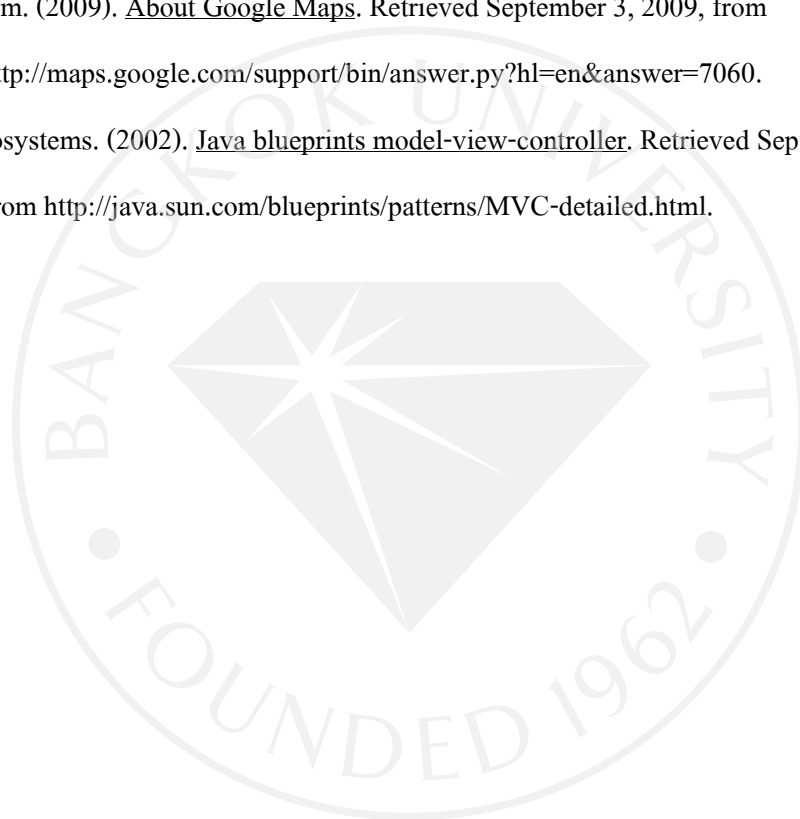 m. (2009). About Google Maps. Retrieved September 3, 2009, from
ttp://maps.google.com/support/bin/answer.py?hl=en&answer=7060.
osystems. (2002). Java blueprints model-view-controller. Retrieved Sep
rom http://java.sun.com/blueprints/patterns/MVC-detailed.html.
BANGKOK UNIVERSITY
FOUNDED 1962